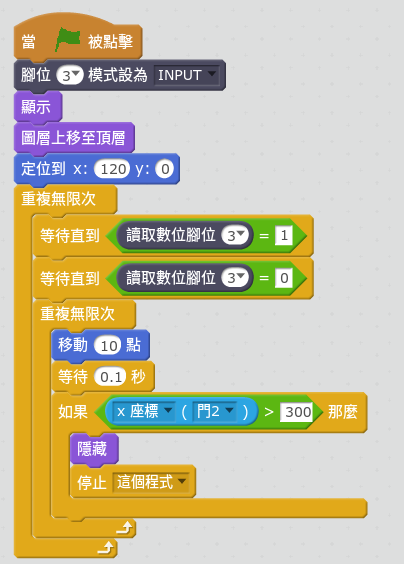 當 被點擊
腳位 3 模式設為 INPUT
顯示
圖層上移至頂層
定位到 x: 120 y: 0
重複無限次
等待直到 讀取數位腳位 3 = 1
等待直到 讀取數位腳位 3 = 0
重複無限次
移動 10 點
等待 0.1 秒
如果 x 座標 ( 門2 ) > 300 那麼
隱藏
停止 這個程式